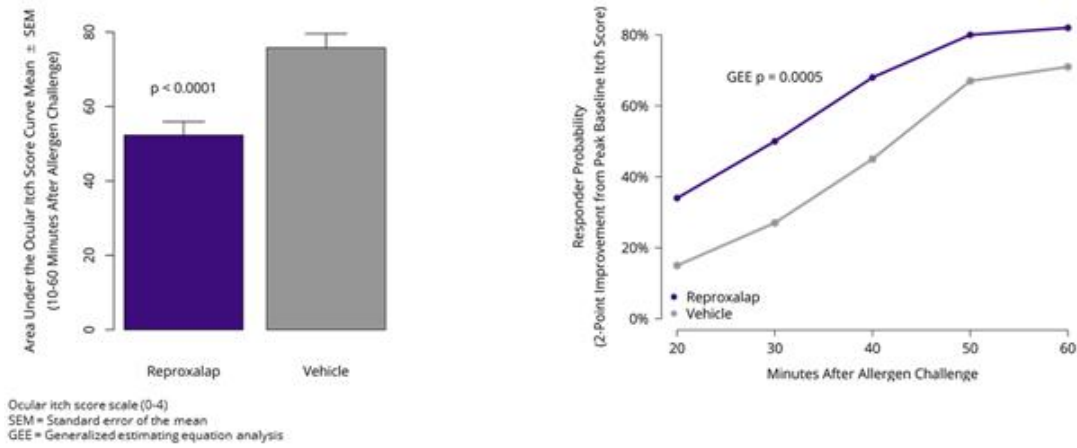 Area Under the Ocular Itch Score Curve Mean ± SEM
(10-60 Minutes After Allergen Challenge)
80
60
40
20
0
p < 0.0001
Reproxalap
Vehicle
Responder Probability
(2-Point Improvement from Peak Baseline Itch Score)
80%
60%
40%
20%
0%
GEE p = 0.0005
Reproxalap
Vehicle
20 30 40 50 60
Minutes After Allergen Challenge
Ocular itch score scale (0-4)
SEM = Standard error of the mean
GEE = Generalized estimating equation analysis